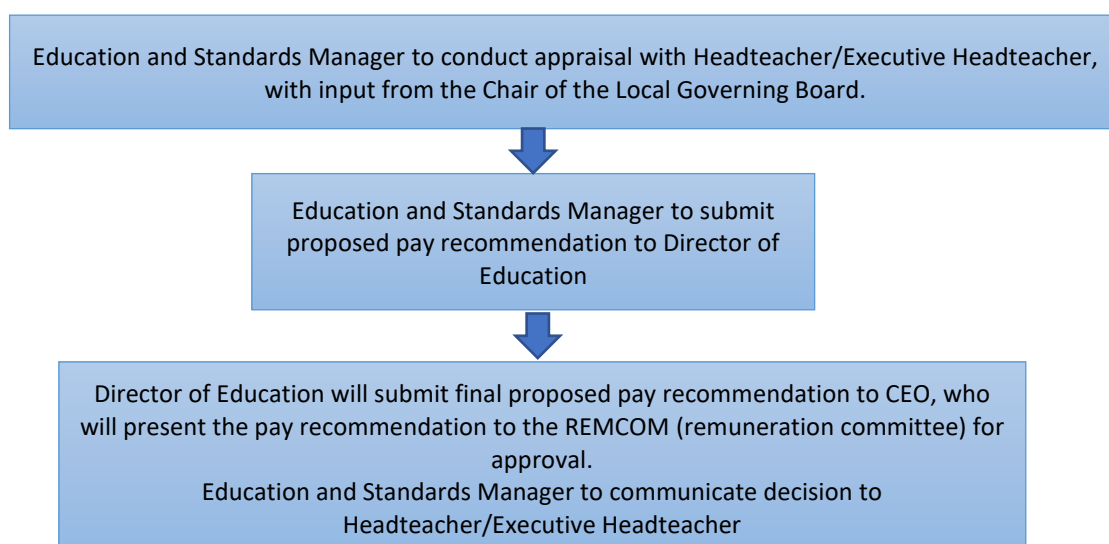 Education and Standards Manager to conduct appraisal with Headteacher/Executive Headteacher,
with input from the Chair of the Local Governing Board.
Education and Standards Manager to submit
proposed pay recommendation to Director of
Education
Director of Education will submit final proposed pay recommendation to CEO, who
will present the pay recommendation to the REMCOM (remuneration committee) for
approval.
Education and Standards Manager to communicate decision to
Headteacher/Executive Headteacher